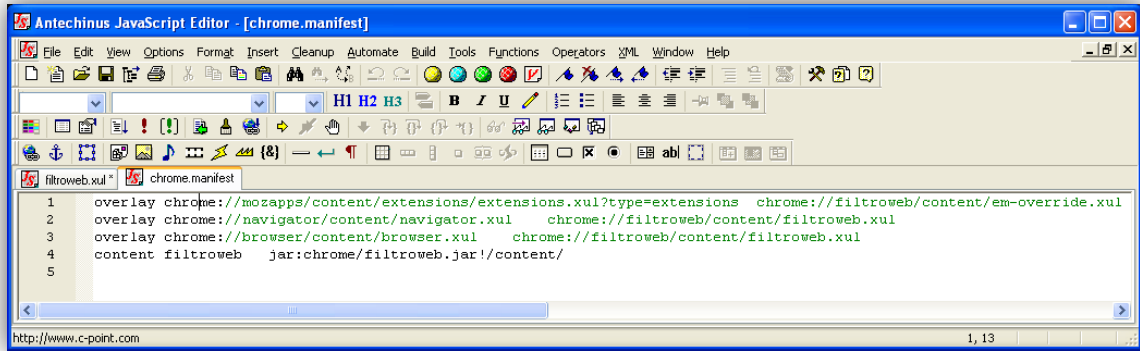 Antechinus JavaScript Editor - [chrome.manifest]
File Edit View Options Format Insert Cleanup Automate Build Tools Functions Operators XML Window Help
H1 H2 H3 B I U
abl
filtroweb.xul * chrome.manifest
1 overlay chrome://mozapps/content/extensions/extensions.xul?type=extensions chrome://filtroweb/content/em-override.xul
2 overlay chrome://navigator/content/navigator.xul chrome://filtroweb/content/filtroweb.xul
3 overlay chrome://browser/content/browser.xul chrome://filtroweb/content/filtroweb.xul
4 content filtroweb jar:chrome/filtroweb.jar!/content/
5
http://www.c-point.com 1, 13